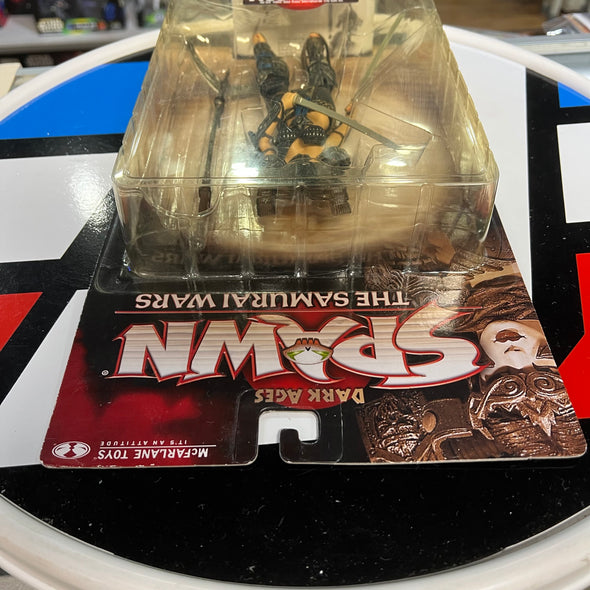 McFARLANE TOYS
IT'S AN ATTITUDE
DARK AGES
SPAWN®
THE SAMURAI WARS